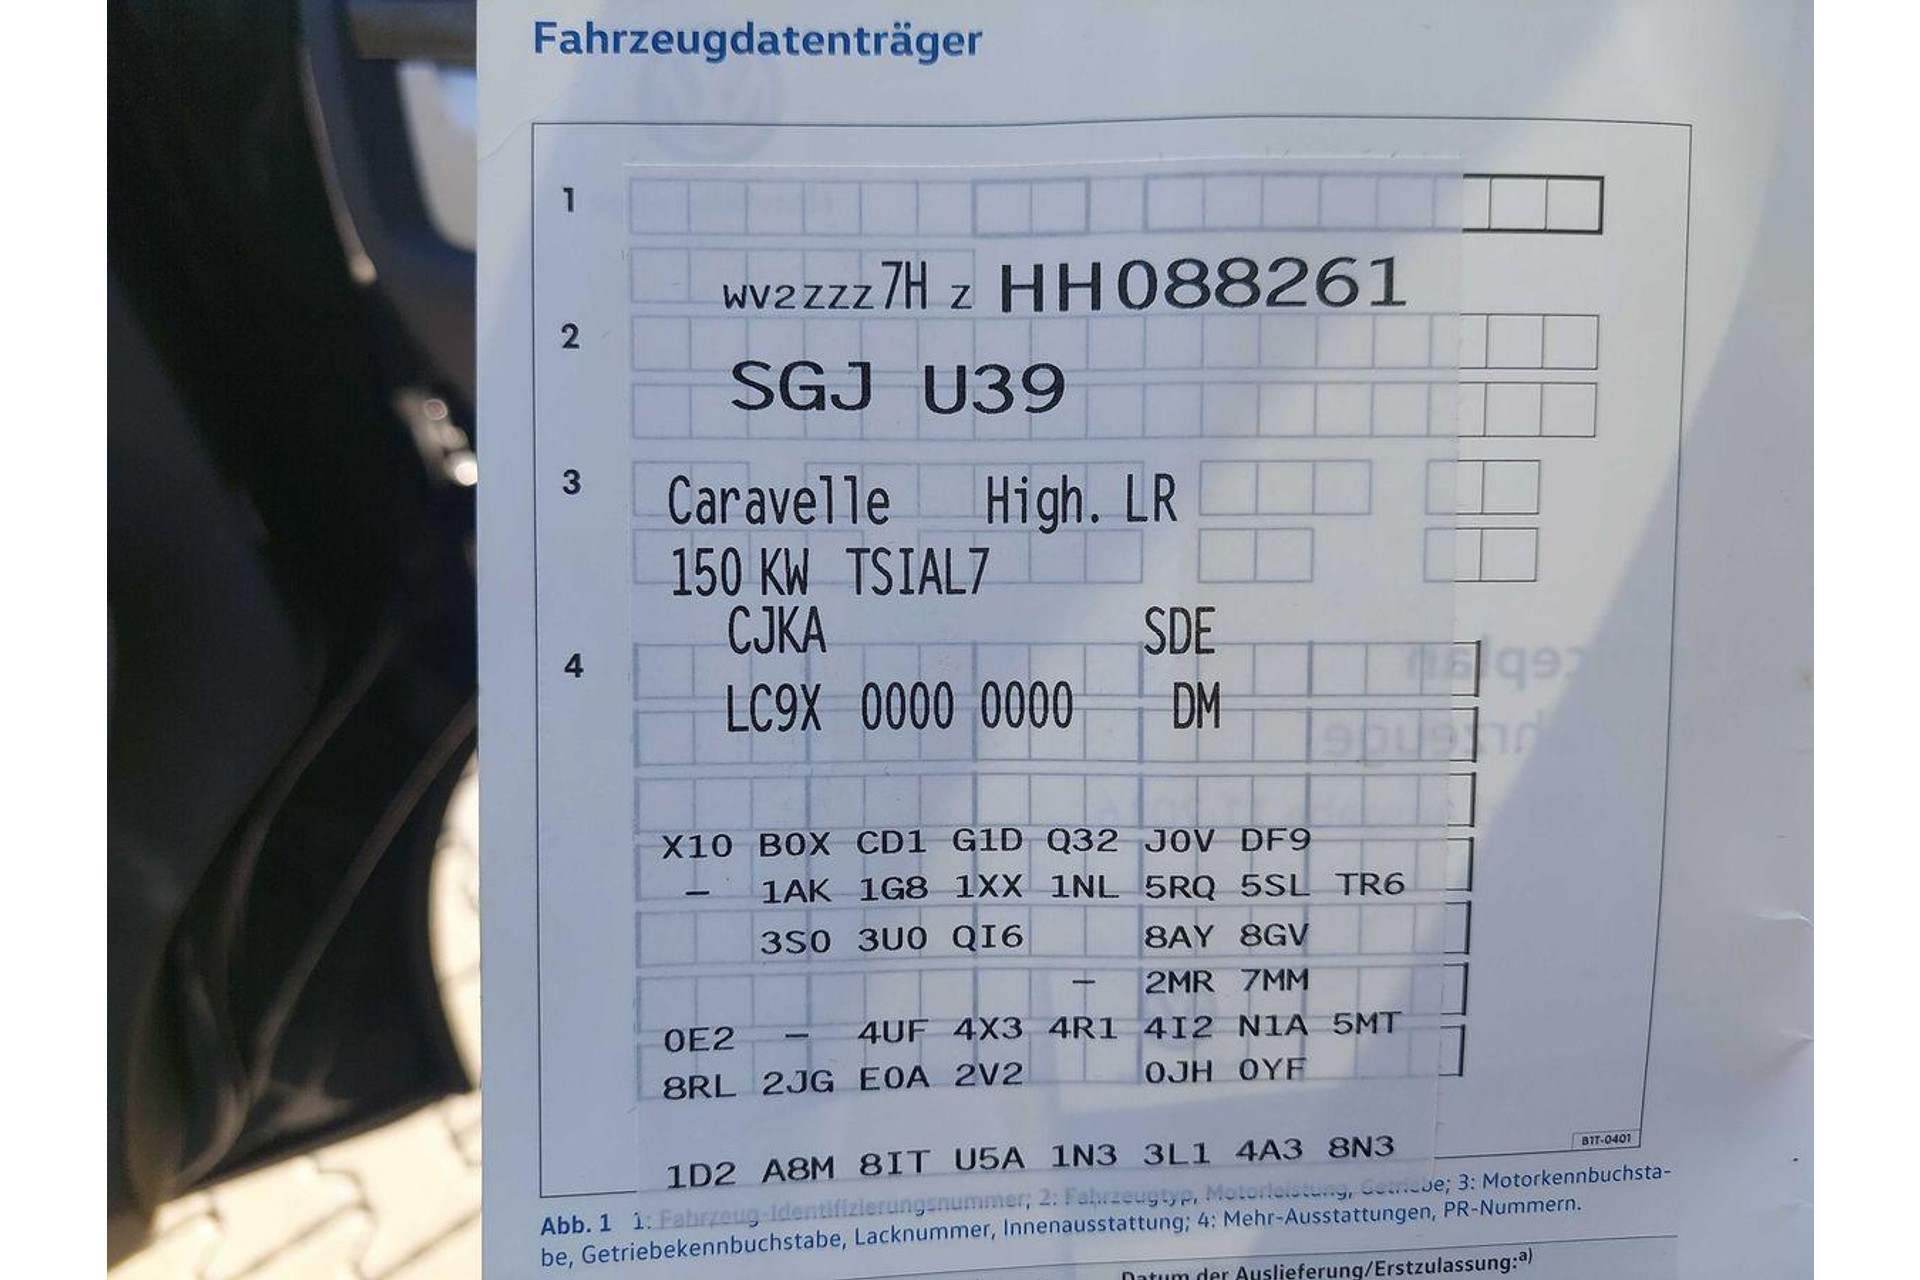 Fahrzeugdatenträger
1
WV2ZZZ7H Z HH088261
2
SGJ U39
3
Caravelle High. LR
150 KW TSIAL7
CJKA SDE
4
LC9X 0000 0000 DM
X10 B0X CD1 G1D Q32 J0V DF9
– 1AK 1G8 1XX 1NL 5RQ 5SL TR6
3S0 3U0 QI6 8AY 8GV
– 2MR 7MM
0E2 – 4UF 4X3 4R1 4I2 N1A 5MT
8RL 2JG E0A 2V2 0JH 0YF
B1T-0401
1D2 A8M 8IT U5A 1N3 3L1 4A3 8N3
Abb. 1 1: Fahrzeug-Identifizierungsnummer; 2: Fahrzeugtyp, Motorleistung, Getriebe; 3: Motorkennbuchsta-
be, Getriebekennbuchstabe, Lacknummer, Innenausstattung; 4: Mehr-Ausstattungen, PR-Nummern.
Datum der Auslieferung/Erstzulassung:a)